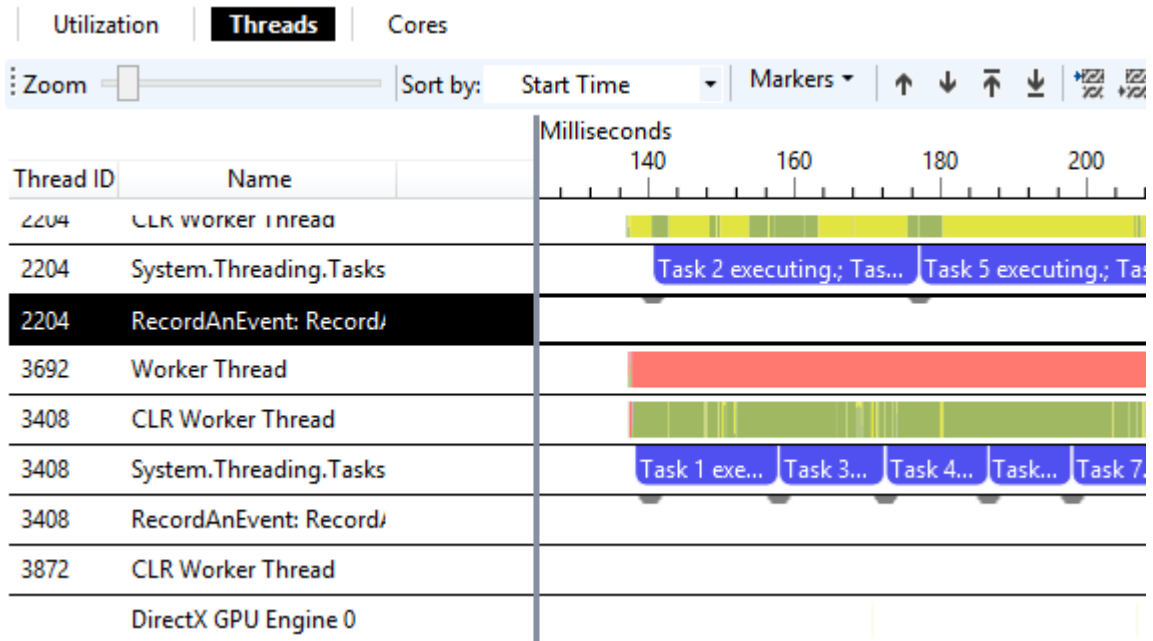 Utilization Threads Cores
Zoom Sort by: Start Time Markers
Milliseconds
140 160 180 200
Thread ID Name
2204 CLR Worker Thread
2204 System.Threading.Tasks Task 2 executing.; Tas... Task 5 executing.; Tas
2204 RecordAnEvent: RecordA
3692 Worker Thread
3408 CLR Worker Thread
3408 System.Threading.Tasks Task 1 exe... Task 3... Task 4... Task... Task 7.
3408 RecordAnEvent: RecordA
3872 CLR Worker Thread
DirectX GPU Engine 0